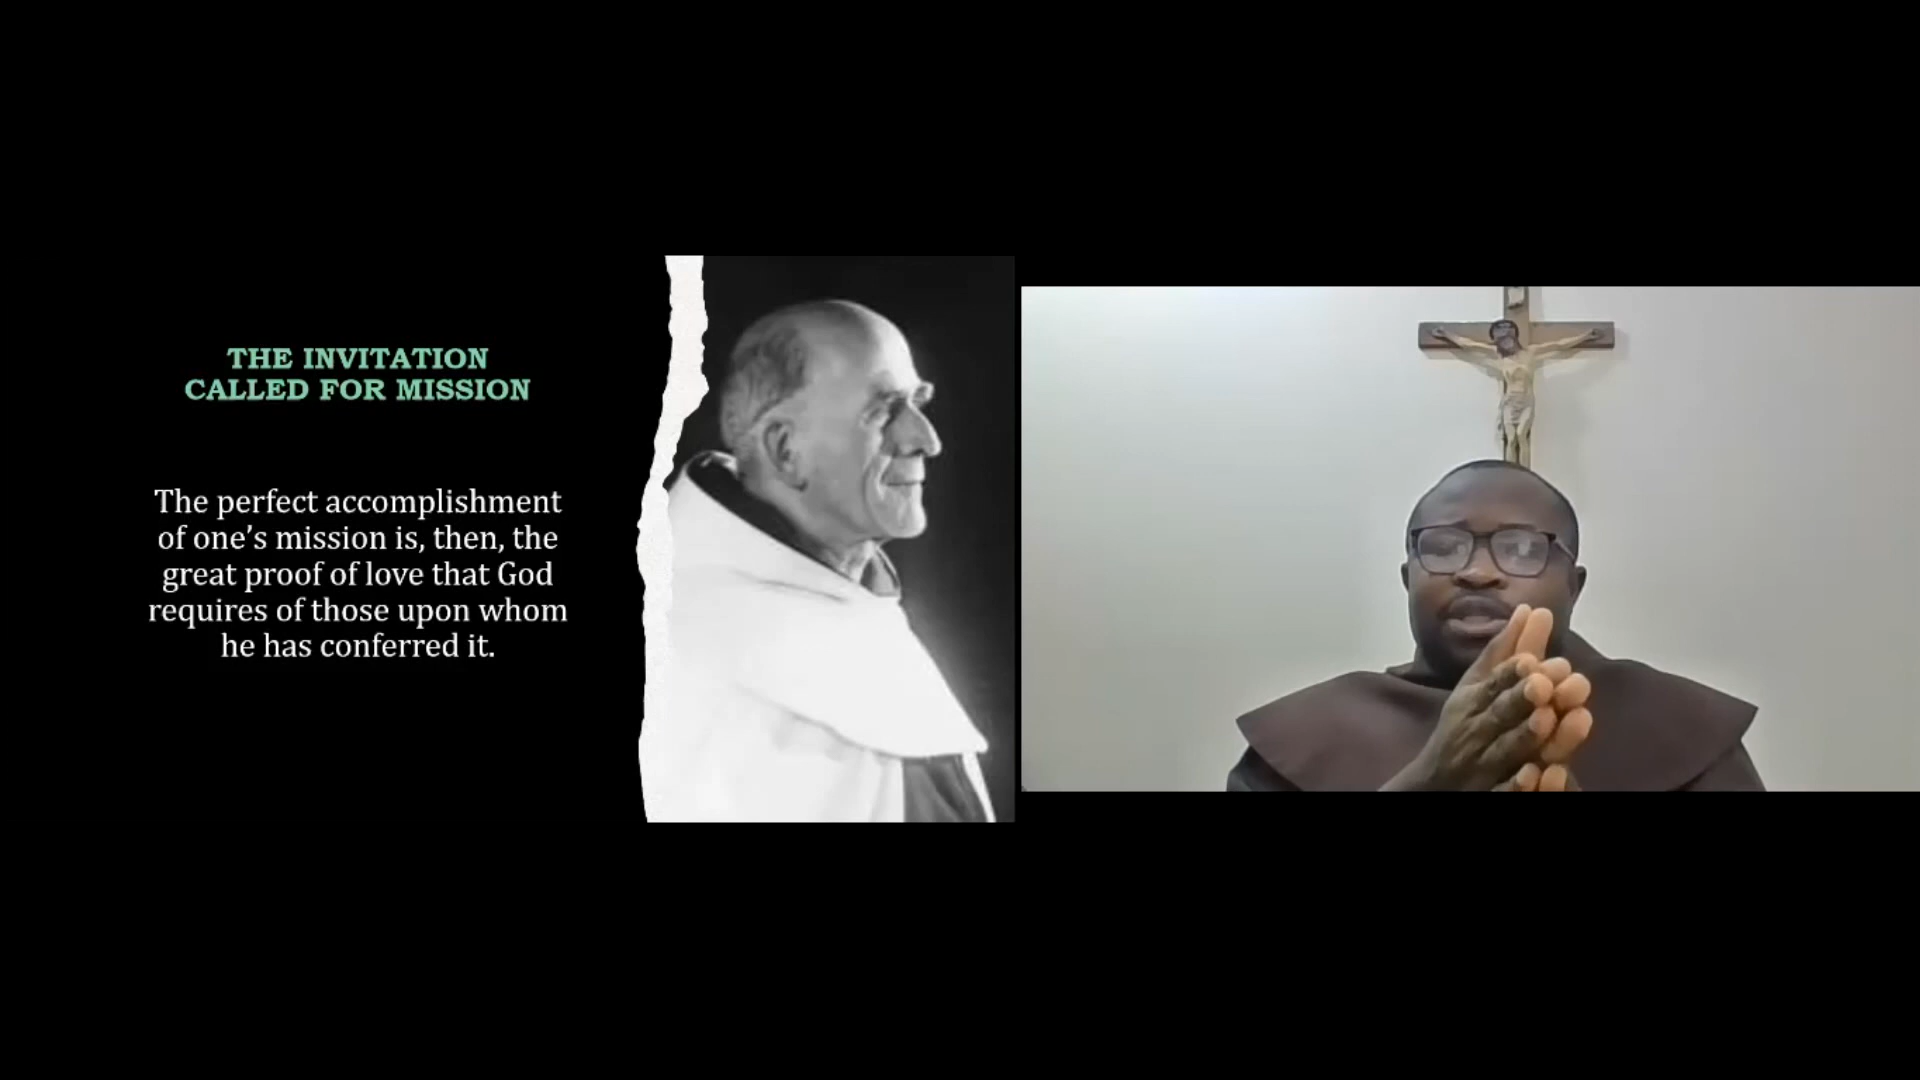 THE INVITATION
CALLED FOR MISSION
The perfect accomplishment
of one’s mission is, then, the
great proof of love that God
requires of those upon whom
he has conferred it.